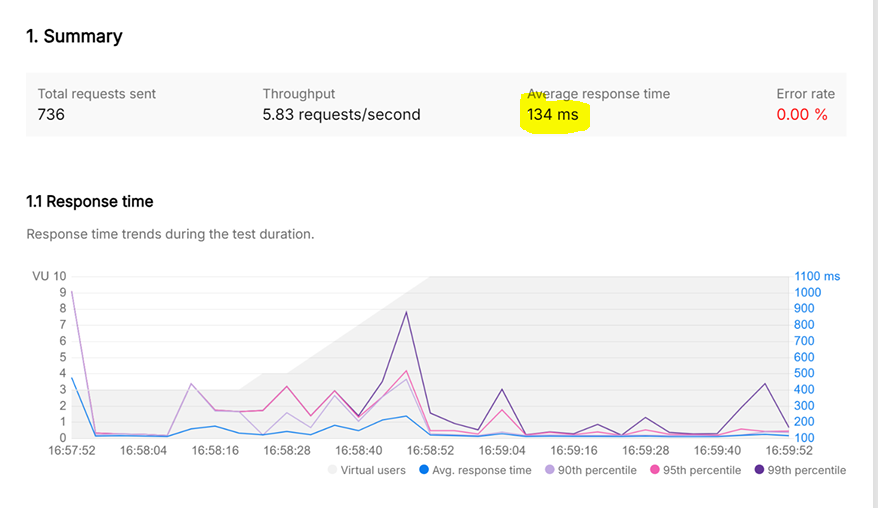 1. Summary
Total requests sent Throughput Average response time Error rate
736 5.83 requests/second 134 ms 0.00 %
1.1 Response time
Response time trends during the test duration.
VU 10 1100 ms
9 1000
8 900
7 800
6 700
5 600
4 500
3 400
2 300
1 200
0 100
16:57:52 16:58:04 16:58:16 16:58:28 16:58:40 16:58:52 16:59:04 16:59:16 16:59:28 16:59:40 16:59:52
Virtual users Avg. response time 90th percentile 95th percentile 99th percentile